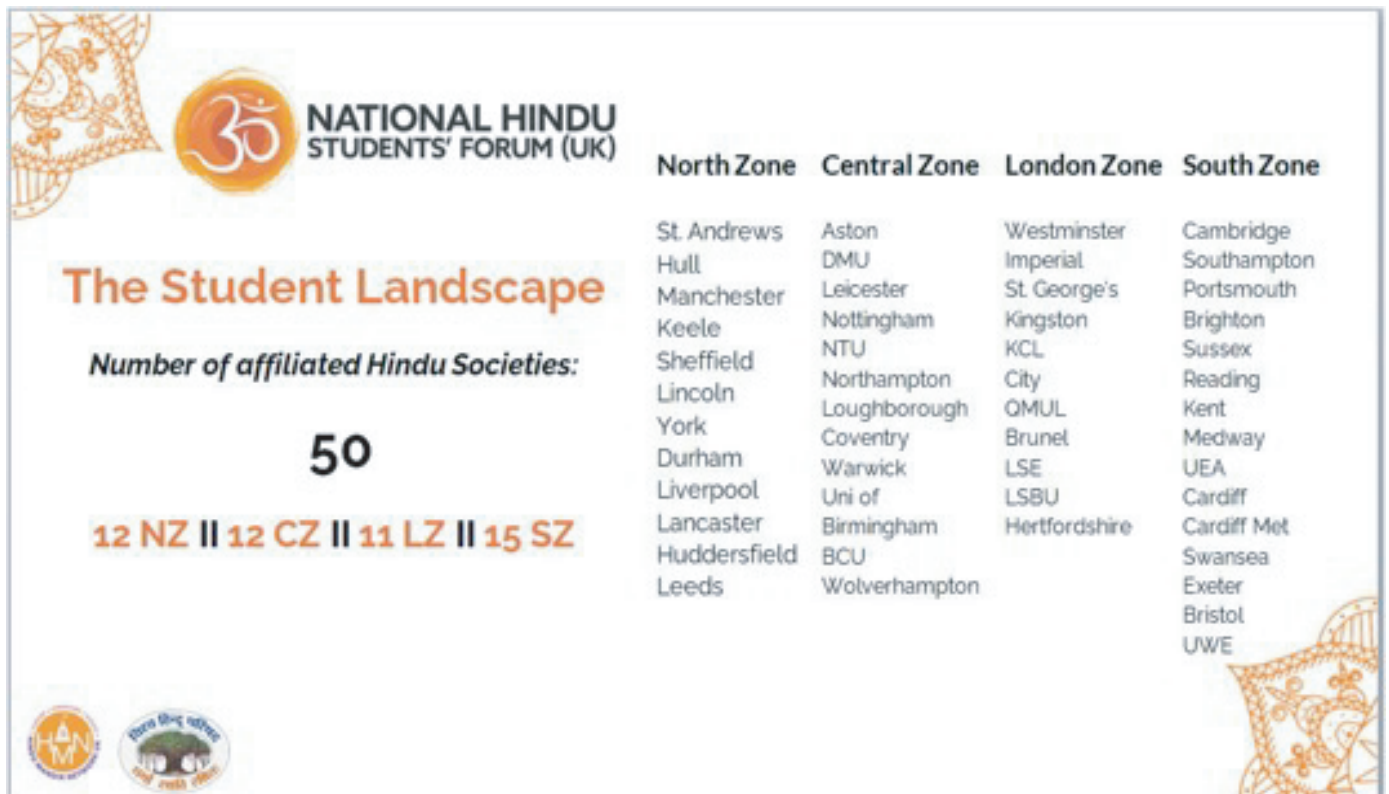 NATIONAL HINDU
STUDENTS' FORUM (UK)
The Student Landscape
Number of affiliated Hindu Societies:
50
12 NZ II 12 CZ II 11 LZ II 15 SZ
North Zone
St. Andrews
Hull
Manchester
Keele
Sheffield
Lincoln
York
Durham
Liverpool
Lancaster
Huddersfield
Leeds
Central Zone
Aston
DMU
Leicester
Nottingham
NTU
Northampton
Loughborough
Coventry
Warwick
Uni of
Birmingham
BCU
Wolverhampton
London Zone
Westminster
Imperial
St. George's
Kingston
KCL
City
QMUL
Brunel
LSE
LSBU
Hertfordshire
South Zone
Cambridge
Southampton
Portsmouth
Brighton
Sussex
Reading
Kent
Medway
UEA
Cardiff
Cardiff Met
Swansea
Exeter
Bristol
UWE
विश्व हिन्दू परिषद